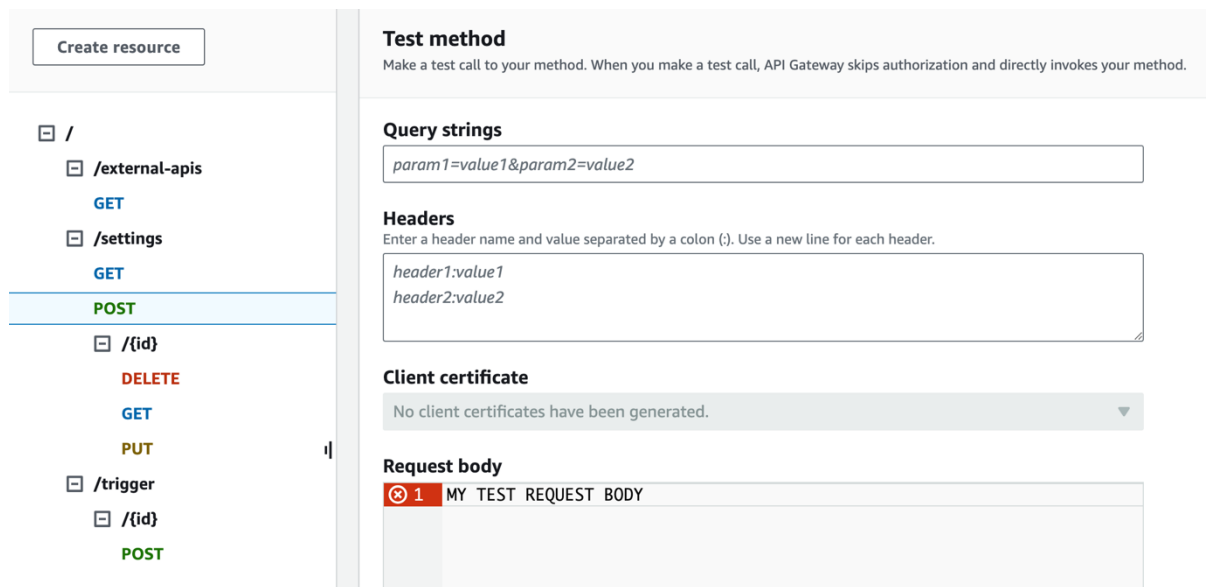 Create resource
/
/external-apis
GET
/settings
GET
POST
/{id}
DELETE
GET
PUT
/trigger
/{id}
POST
Test method
Make a test call to your method. When you make a test call, API Gateway skips authorization and directly invokes your method.
Query strings
param1=value1&param2=value2
Headers
Enter a header name and value separated by a colon (:). Use a new line for each header.
header1:value1
header2:value2
Client certificate
No client certificates have been generated.
Request body
1 MY TEST REQUEST BODY